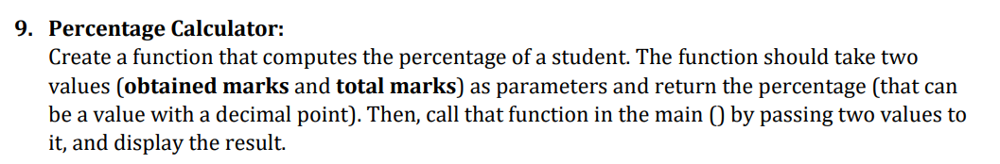 9. Percentage Calculator:
Create a function that computes the percentage of a student. The function should take two
values (obtained marks and total marks) as parameters and return the percentage (that can
be a value with a decimal point). Then, call that function in the main () by passing two values to
it, and display the result.